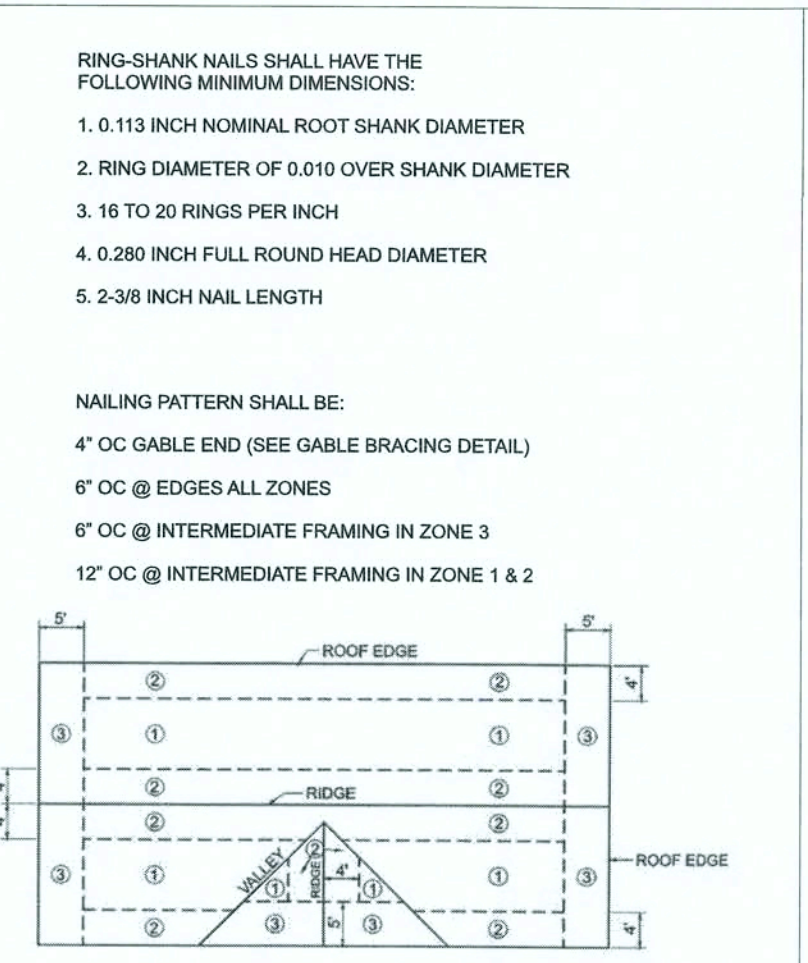 RING-SHANK NAILS SHALL HAVE THE
FOLLOWING MINIMUM DIMENSIONS:
1. 0.113 INCH NOMINAL ROOT SHANK DIAMETER
2. RING DIAMETER OF 0.010 OVER SHANK DIAMETER
3. 16 TO 20 RINGS PER INCH
4. 0.280 INCH FULL ROUND HEAD DIAMETER
5. 2-3/8 INCH NAIL LENGTH
NAILING PATTERN SHALL BE:
4" OC GABLE END (SEE GABLE BRACING DETAIL)
6" OC @ EDGES ALL ZONES
6" OC @ INTERMEDIATE FRAMING IN ZONE 3
12" OC @ INTERMEDIATE FRAMING IN ZONE 1 & 2
5' 5'
ROOF EDGE
2 2 4'
3 1 1 3
4' 2 2
RIDGE
4' 2 2
ROOF EDGE
3 1 VALLEY 1 RIDGE 2 4' 1 1 3
2 3 5' 3 2 4'